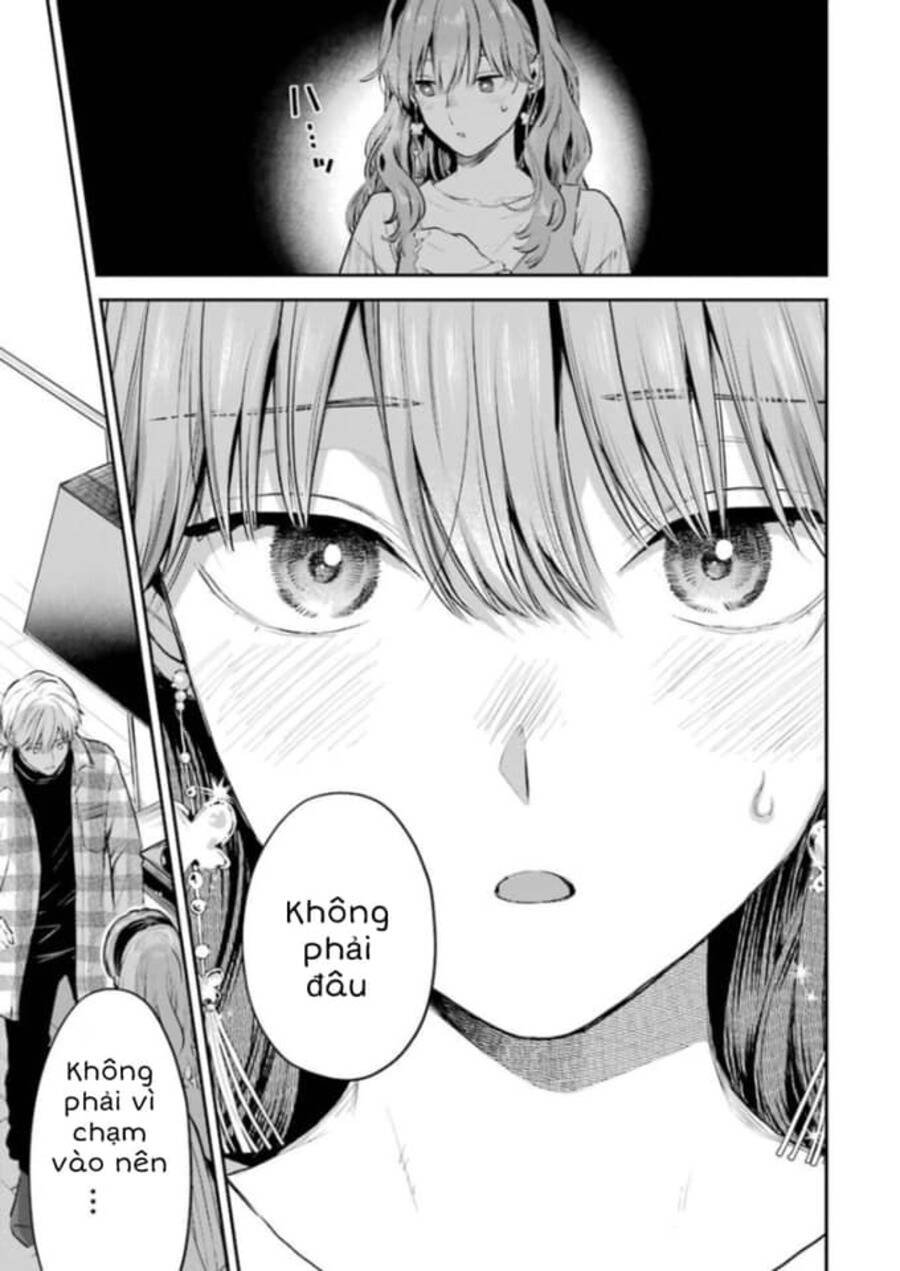 ハ
…
ッ
Không
phải
đâu
Không
phải vì
chạm
vào nên
…